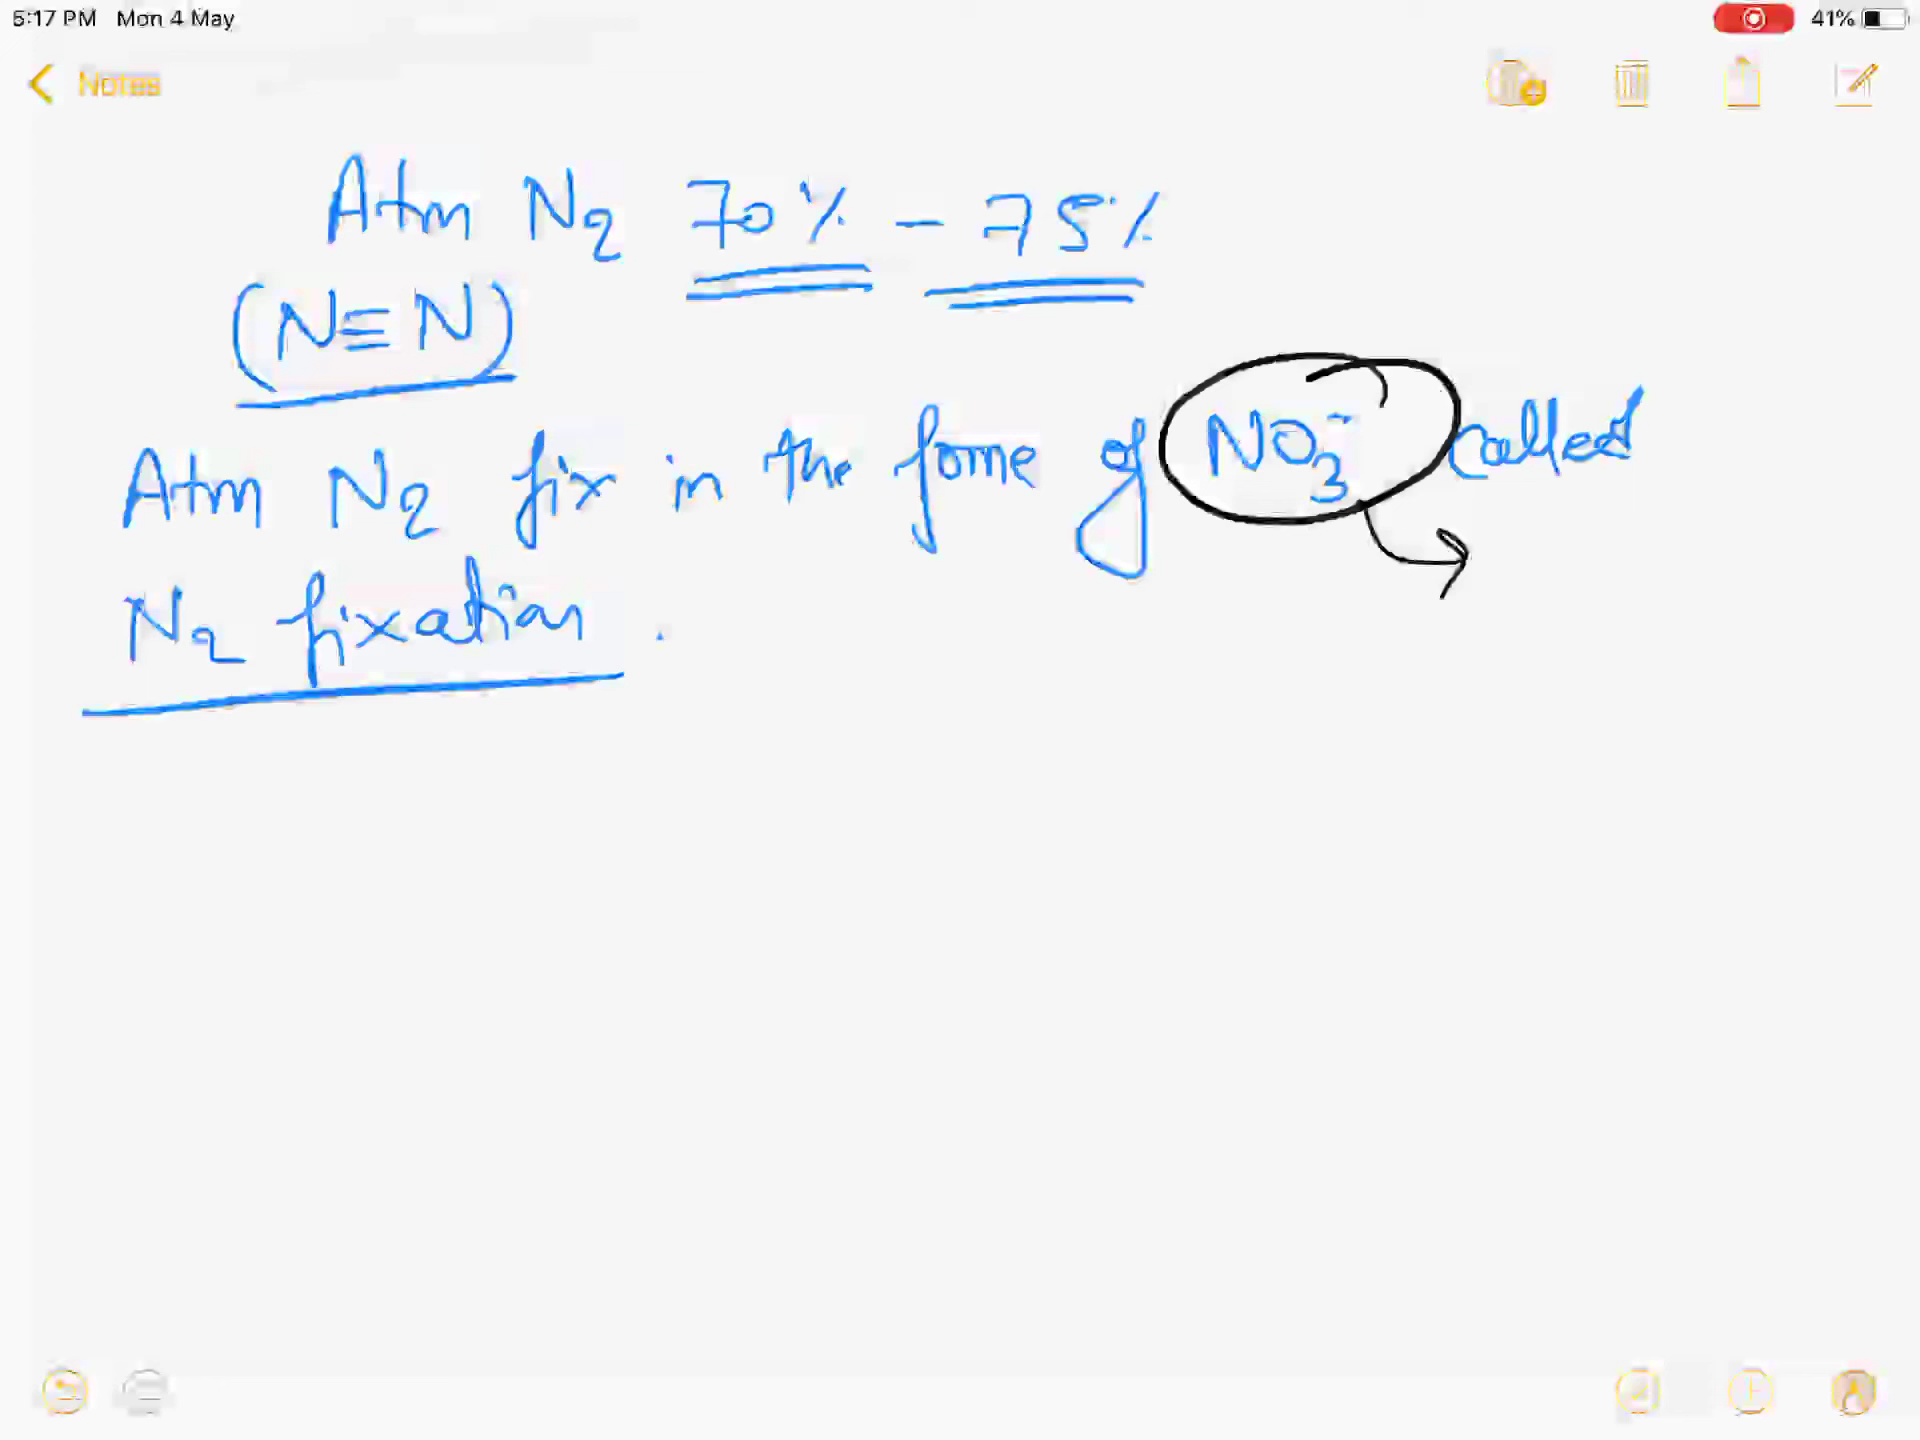 5:17 PM Mon 4 May
41%
Notes
Atm N₂ 70% - 75%
(N≡N)
Atm N₂ fix in the forme of NO₃⁻ called
N₂ fixation.